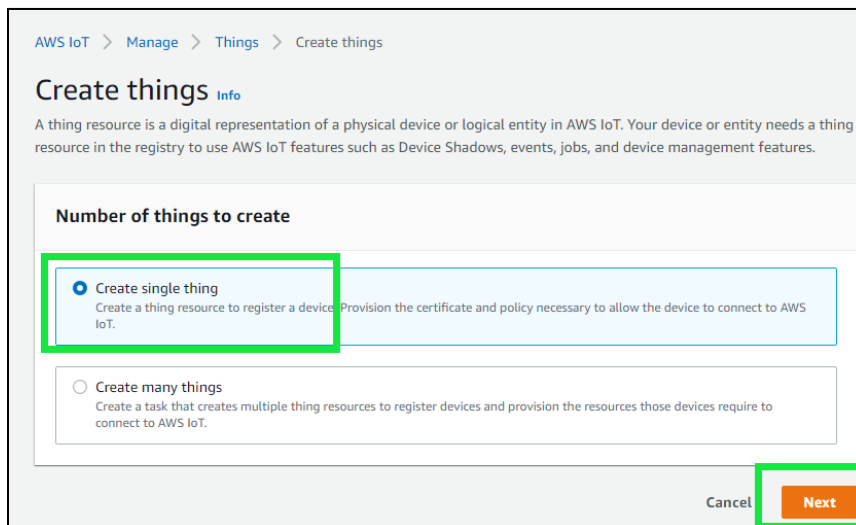 AWS IoT > Manage > Things > Create things
Create things Info
A thing resource is a digital representation of a physical device or logical entity in AWS IoT. Your device or entity needs a thing
resource in the registry to use AWS IoT features such as Device Shadows, events, jobs, and device management features.
Number of things to create
Create single thing
Create a thing resource to register a device. Provision the certificate and policy necessary to allow the device to connect to AWS
IoT.
Create many things
Create a task that creates multiple thing resources to register devices and provision the resources those devices require to
connect to AWS IoT.
Cancel Next